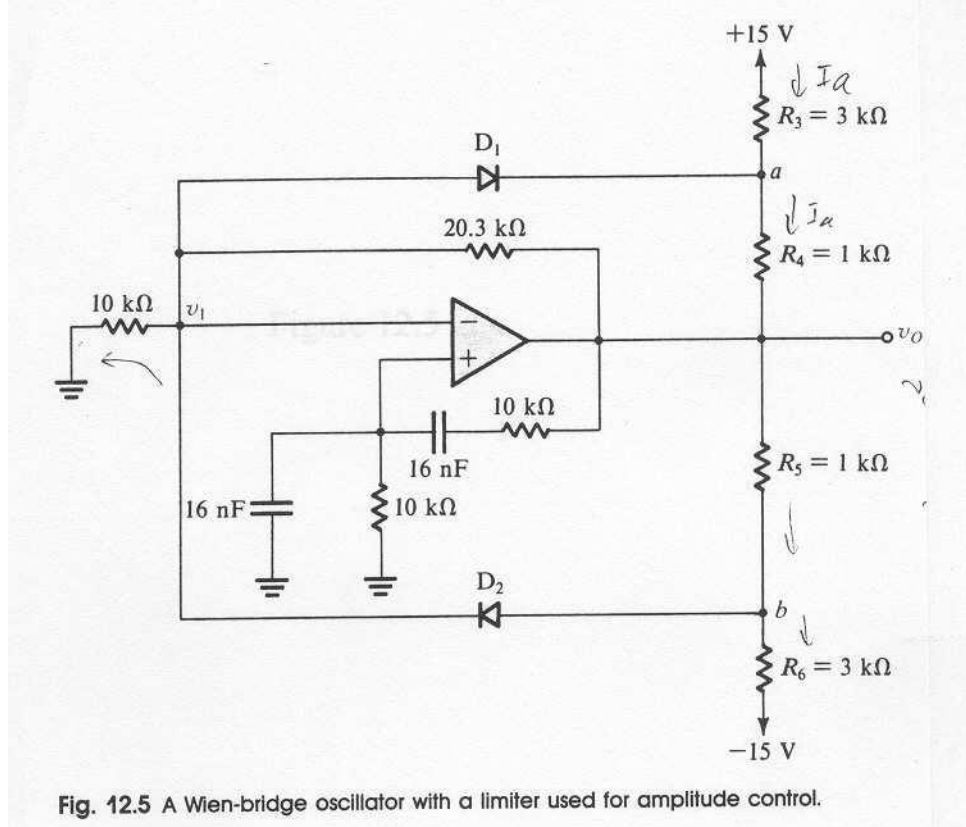 +15 V
↓ Ia
R₃ = 3 kΩ
D₁
a
↓ Ia
20.3 kΩ
R₄ = 1 kΩ
10 kΩ
v₁
−
+
v_O
10 kΩ
16 nF
R₅ = 1 kΩ
16 nF
10 kΩ
D₂
b
R₆ = 3 kΩ
−15 V
Fig. 12.5 A Wien-bridge oscillator with a limiter used for amplitude control.